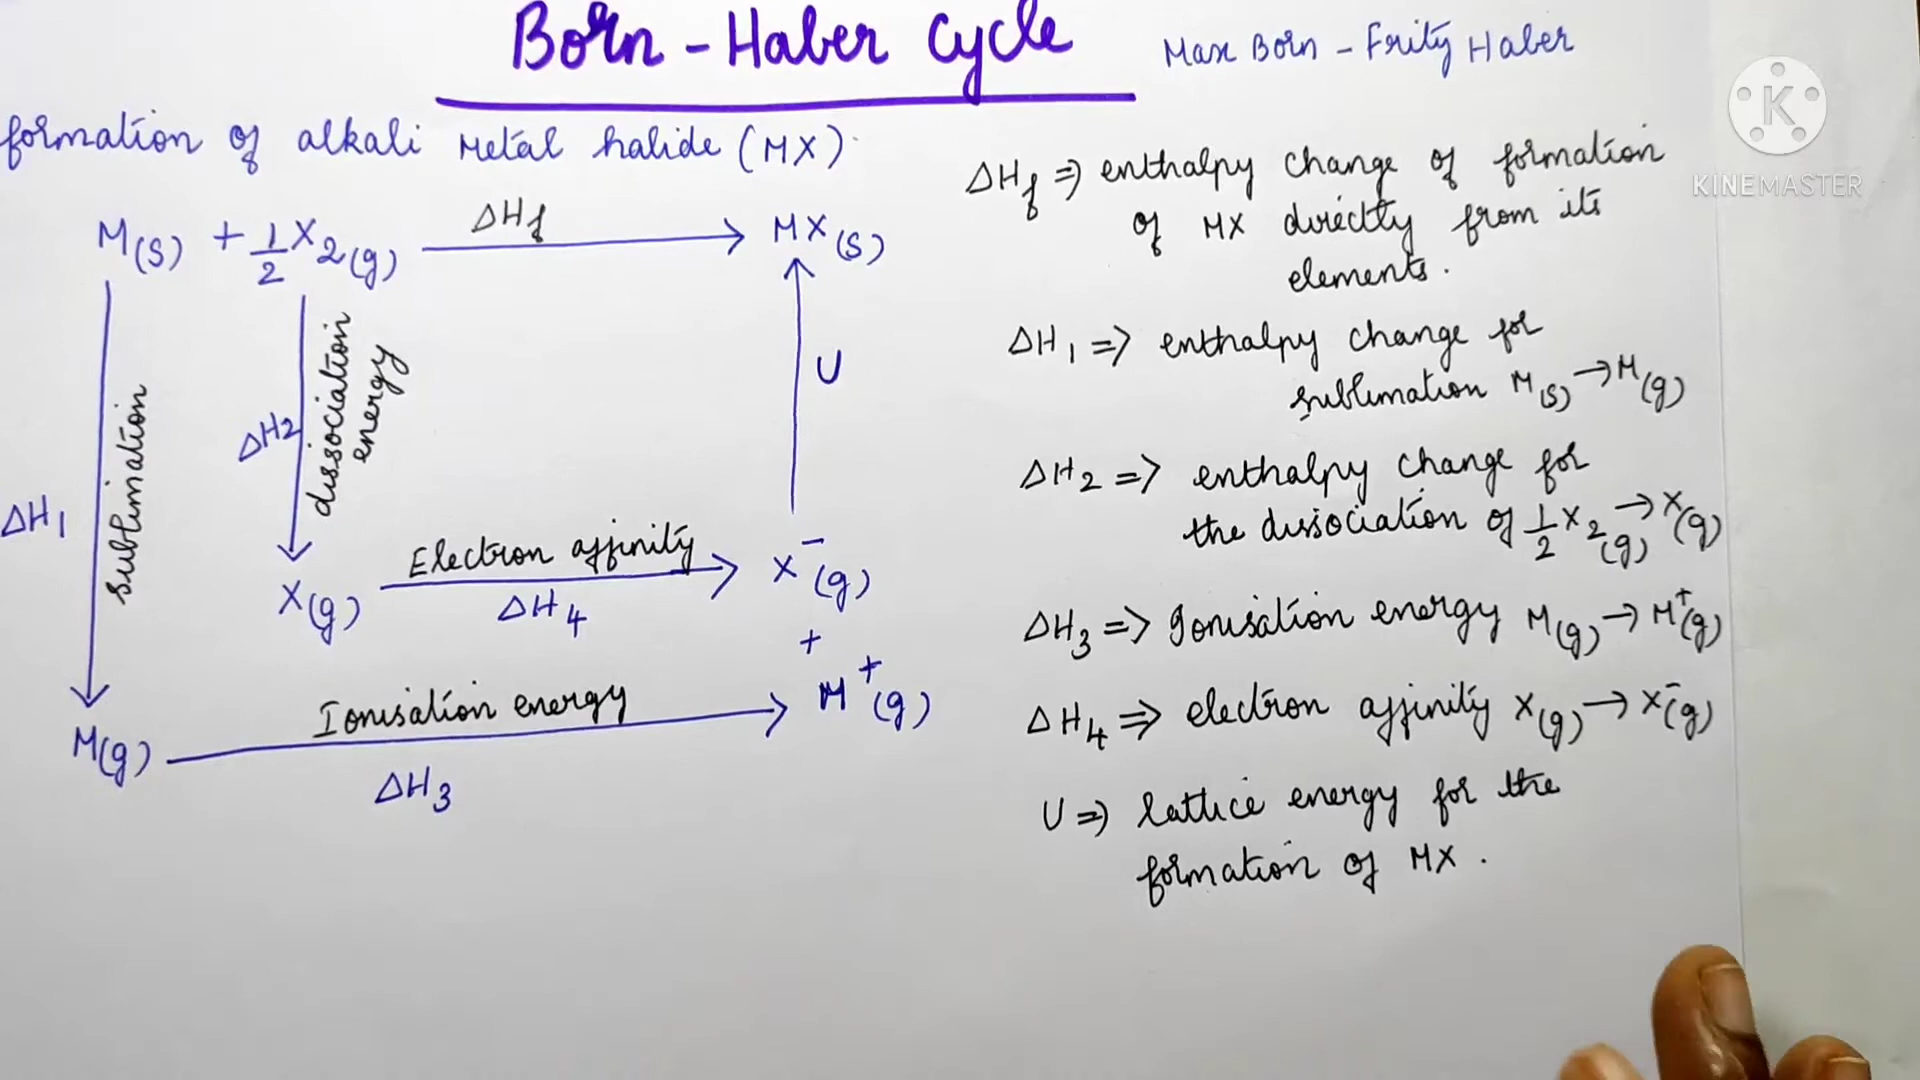 Born - Haber Cycle
Max Born - Frity Haber
K
KINEMASTER
formation of alkali metal halide (MX).
M(s) + 1/2 X2(g) → MX(s)
ΔHf
ΔH1
sublimation
ΔH2
dissociation
energy
U
X(g) → X⁻(g)
Electron affinity
ΔH4
+
M(g) → M⁺(g)
Ionisation energy
ΔH3
ΔHf => enthalpy change of formation
of MX directly from its
elements.
ΔH1 => enthalpy change for
sublimation M(s) → M(g)
ΔH2 => enthalpy change for
the dissociation of 1/2 X2(g) → X(g)
ΔH3 => Ionisation energy M(g) → M⁺(g)
ΔH4 => electron affinity X(g) → X⁻(g)
U => lattice energy for the
formation of MX.